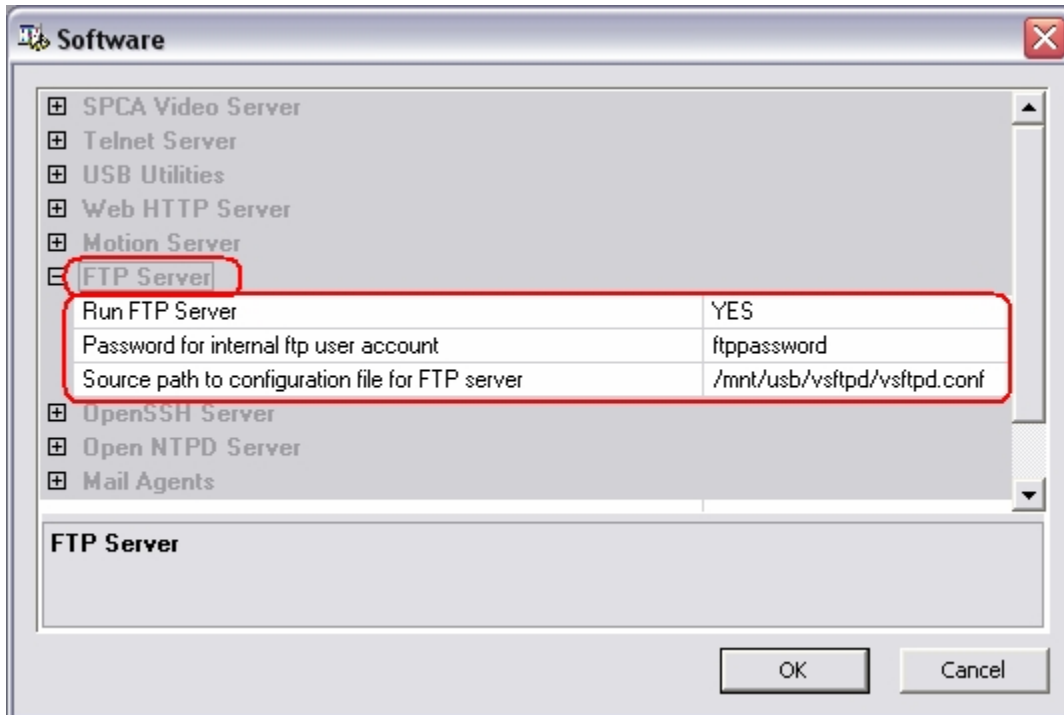 Software
SPCA Video Server
Telnet Server
USB Utilities
Web HTTP Server
Motion Server
FTP Server
Run FTP Server YES
Password for internal ftp user account ftppassword
Source path to configuration file for FTP server /mnt/usb/vsftpd/vsftpd.conf
OpenSSH Server
Open NTPD Server
Mail Agents
FTP Server
OK Cancel